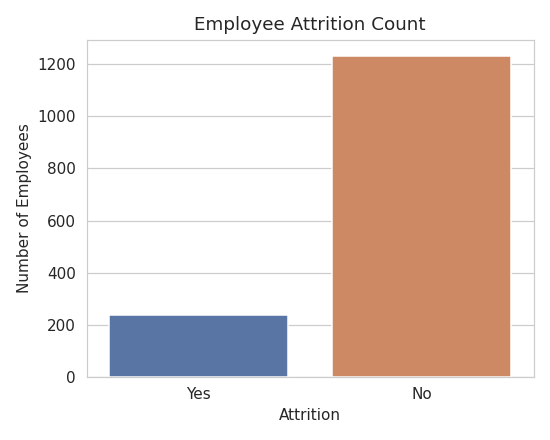 Employee Attrition Count
1200
1000
800
600
400
200
0
Number of Employees
Yes No
Attrition